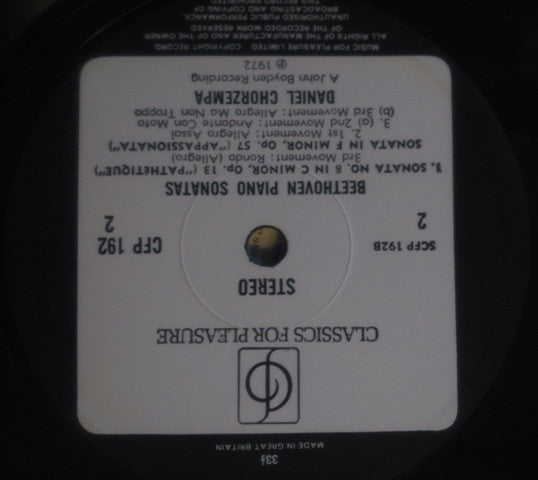 33⅓
MADE IN GREAT BRITAIN
CLASSICS FOR PLEASURE
STEREO
SCFP 192B
2
CFP 192
2
BEETHOVEN PIANO SONATAS
1. SONATA NO. 8 IN C MINOR, Op. 13 ("PATHETIQUE")
3rd Movement: Rondo (Allegro)
SONATA IN F MINOR, Op. 57 ("APPASSIONATA")
2. 1st Movement: Allegro Assai
3. (a) 2nd Movement: Andante Con Moto
(b) 3rd Movement: Allegro Ma Non Troppo
DANIEL CHORZEMPA
A John Boyden Recording
℗ 1972
MUSIC FOR PLEASURE LIMITED COPYRIGHT RECORD
ALL RIGHTS OF THE MANUFACTURER AND OF THE OWNER
OF THE RECORDED WORK RESERVED
UNAUTHORISED PUBLIC PERFORMANCE,
BROADCASTING AND COPYING OF
THIS RECORD